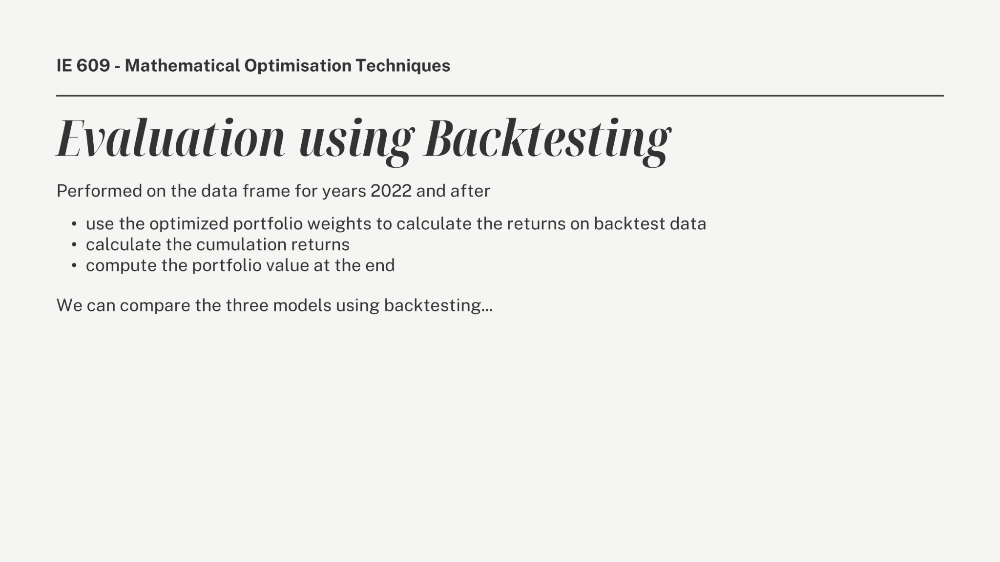 IE 609 - Mathematical Optimisation Techniques
Evaluation using Backtesting
Performed on the data frame for years 2022 and after
• use the optimized portfolio weights to calculate the returns on backtest data
• calculate the cumulation returns
• compute the portfolio value at the end
We can compare the three models using backtesting...